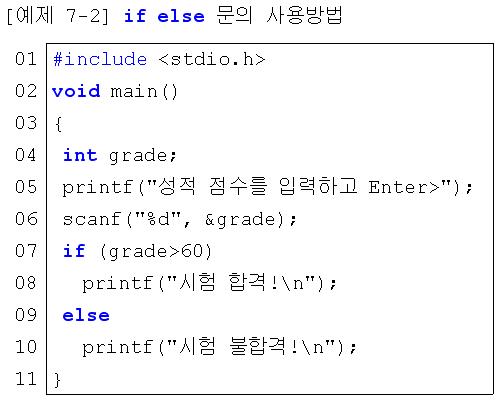 [예제 7-2] if else 문의 사용방법
01 #include <stdio.h>
02 void main()
03 {
04 int grade;
05 printf("성적 점수를 입력하고 Enter>");
06 scanf("%d", &grade);
07 if (grade>60)
08 printf("시험 합격!\n");
09 else
10 printf("시험 불합격!\n");
11 }